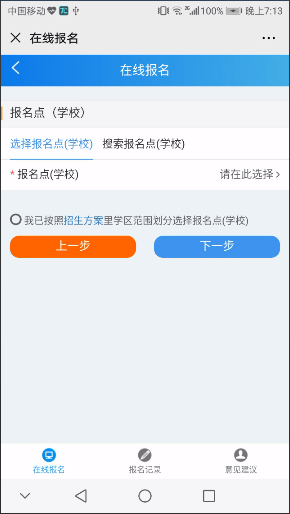 中国移动 100% 晚上7:13
× 在线报名 ···
在线报名
报名点（学校）
选择报名点(学校) 搜索报名点(学校)
* 报名点(学校) 请在此选择 >
我已按照招生方案里学区范围划分选择报名点(学校)
上一步 下一步
在线报名 报名记录 意见建议